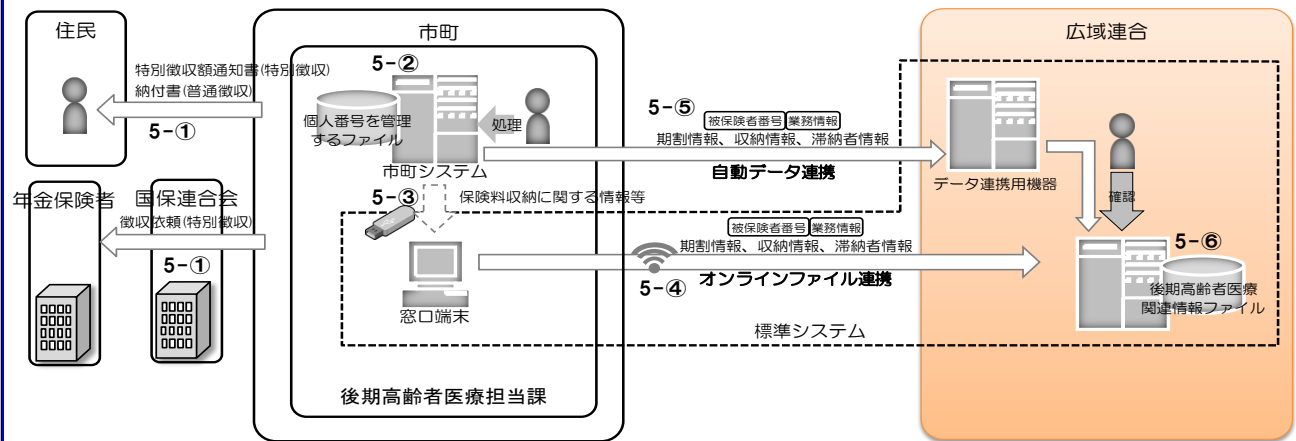 住民
市町
広域連合
特別徴収額通知書(特別徴収)
納付書(普通徴収)
5-①
5-②
個人番号を管理
するファイル
処理
市町システム
5-⑤
被保険者番号 業務情報
期割情報、収納情報、滞納者情報
自動データ連携
データ連携用機器
確認
年金保険者
国保連合会
徴収依頼(特別徴収)
5-①
5-③
保険料収納に関する情報等
被保険者番号 業務情報
期割情報、収納情報、滞納者情報
5-④
オンラインファイル連携
窓口端末
5-⑥
後期高齢者医療
関連情報ファイル
標準システム
後期高齢者医療担当課